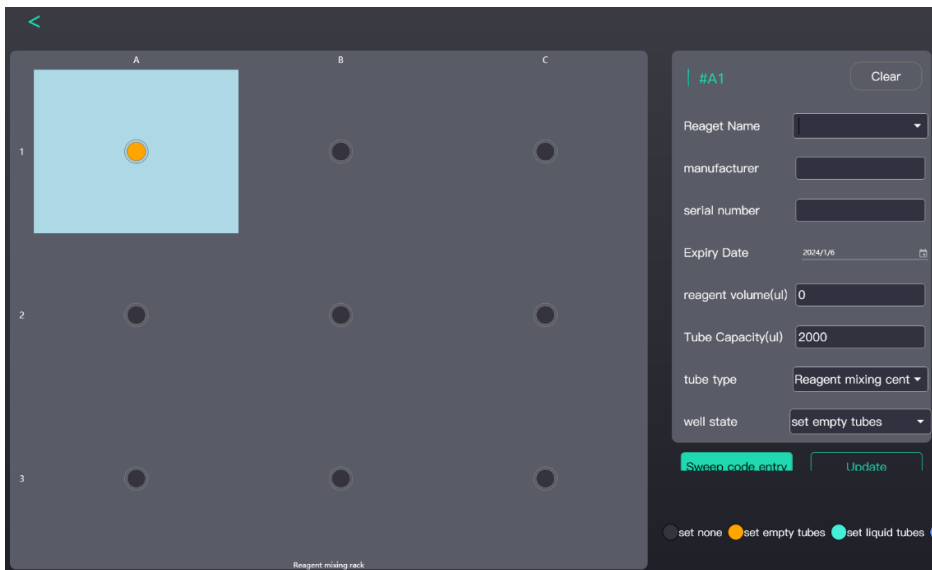 <
A B C
1
2
3
Reagent mixing rack
#A1 Clear
Reaget Name
manufacturer
serial number
Expiry Date 2024/1/6
reagent volume(ul) 0
Tube Capacity(ul) 2000
tube type Reagent mixing cent
well state set empty tubes
Sweep code entry Update
set none set empty tubes set liquid tubes